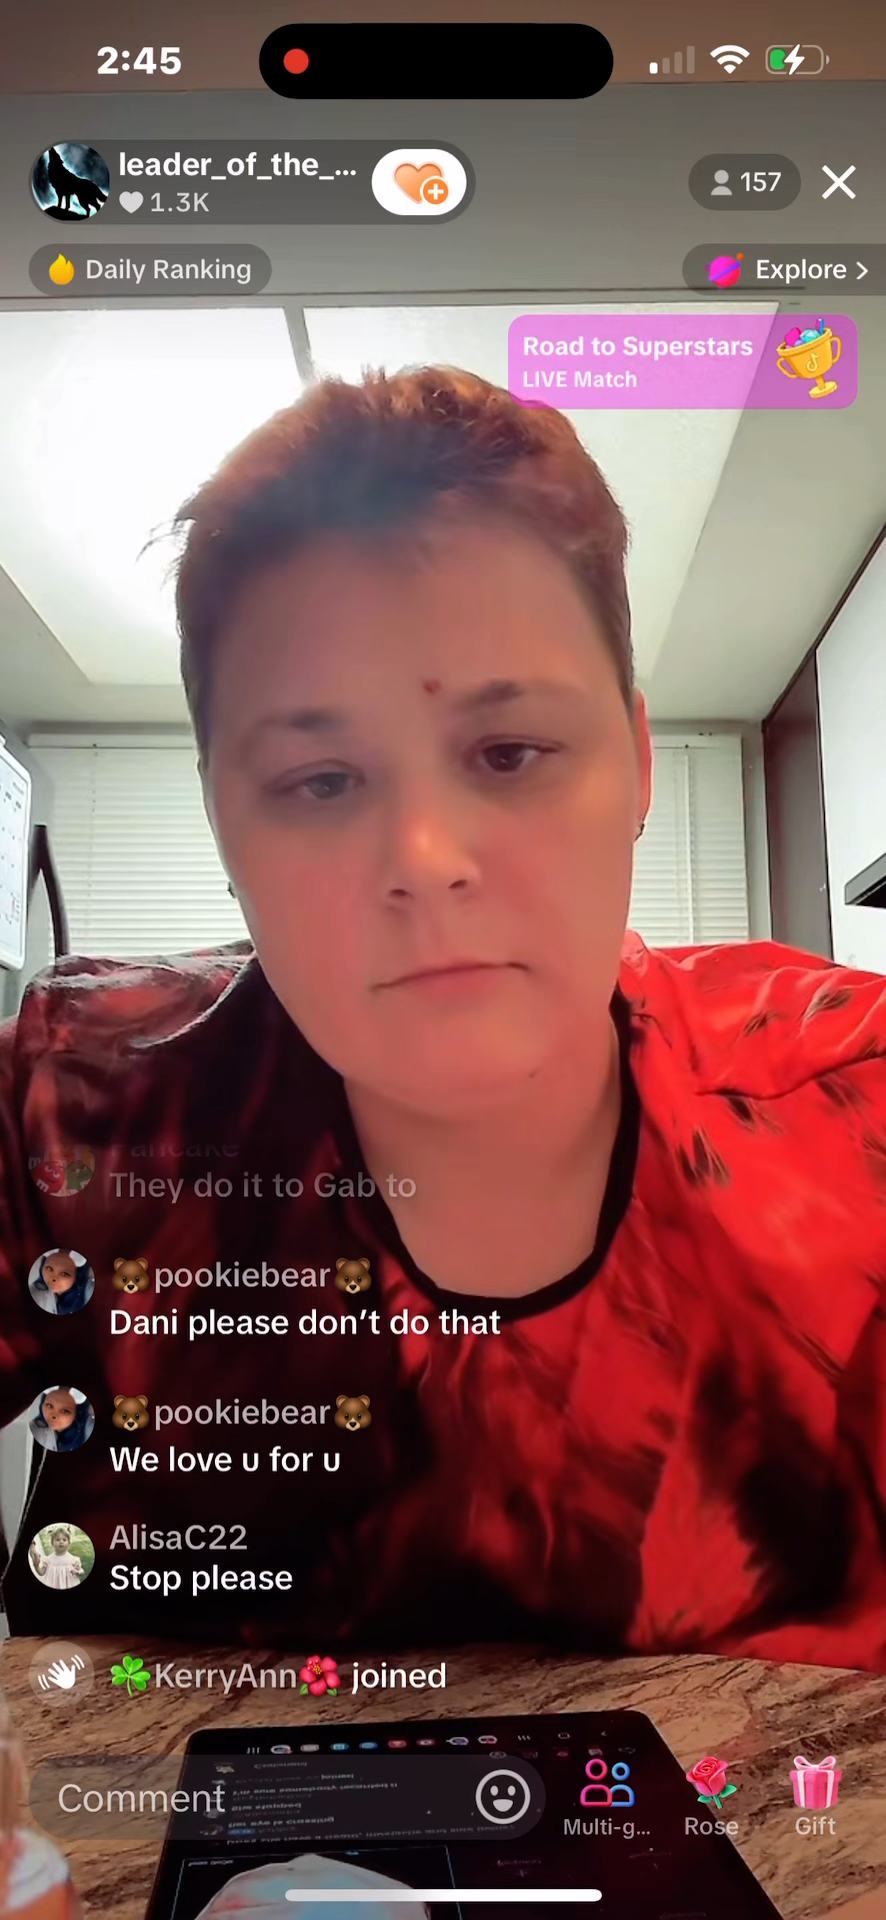 2:45
leader_of_the_...
1.3K
157
Daily Ranking
Explore >
Road to Superstars
LIVE Match
Pancake
They do it to Gab to
🐻pookiebear🐻
Dani please don't do that
🐻pookiebear🐻
We love u for u
AlisaC22
Stop please
☘️KerryAnn🌺 joined
Comment
Multi-g...
Rose
Gift